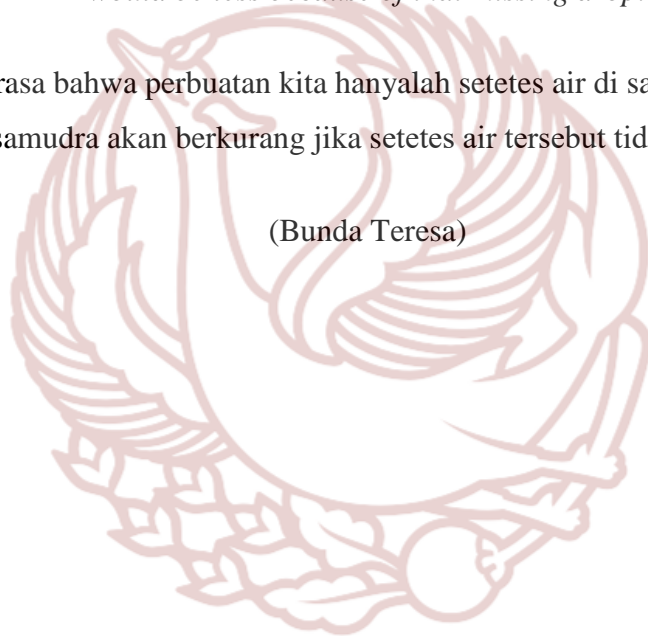 rasa bahwa perbuatan kita hanyalah setetes air di sa
samudra akan berkurang jika setetes air tersebut tid
(Bunda Teresa)